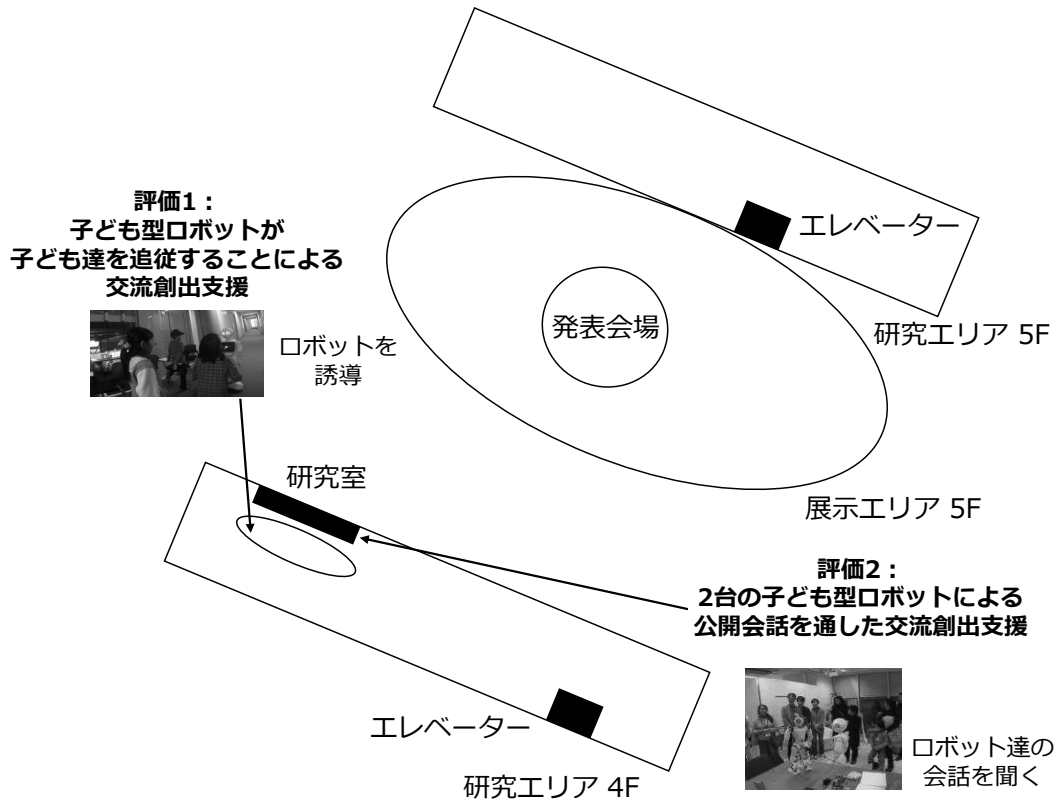 エレベーター
研究エリア 5F
発表会場
展示エリア 5F
評価1：
子ども型ロボットが
子ども達を追従することによる
交流創出支援
ロボットを
誘導
研究室
評価2：
2台の子ども型ロボットによる
公開会話を通した交流創出支援
エレベーター
研究エリア 4F
ロボット達の
会話を聞く